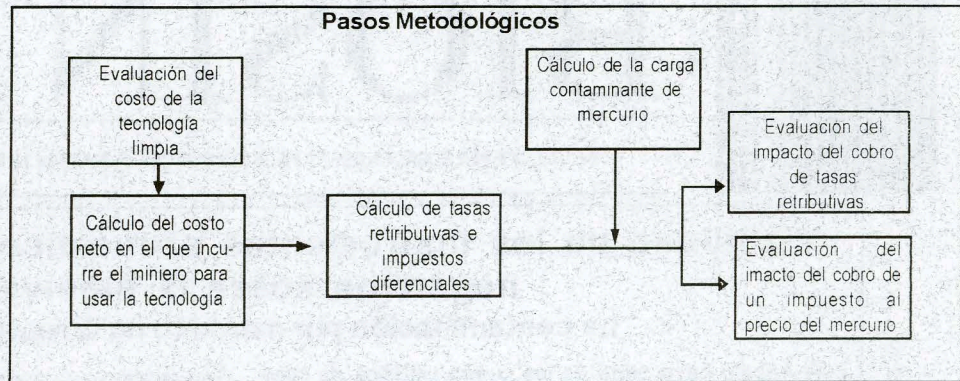 Pasos Metodológicos
Evaluación del
costo de la
tecnología
limpia.
Cálculo del costo
neto en el que incu-
rre el miniero para
usar la tecnología.
Cálculo de tasas
retiributivas e
impuestos
diferenciales.
Cálculo de la carga
contaminante de
mercurio
Evaluación del
impacto del cobro
de tasas
retributivas.
Evaluación del
imacto del cobro de
un impuesto al
precio del mercurio